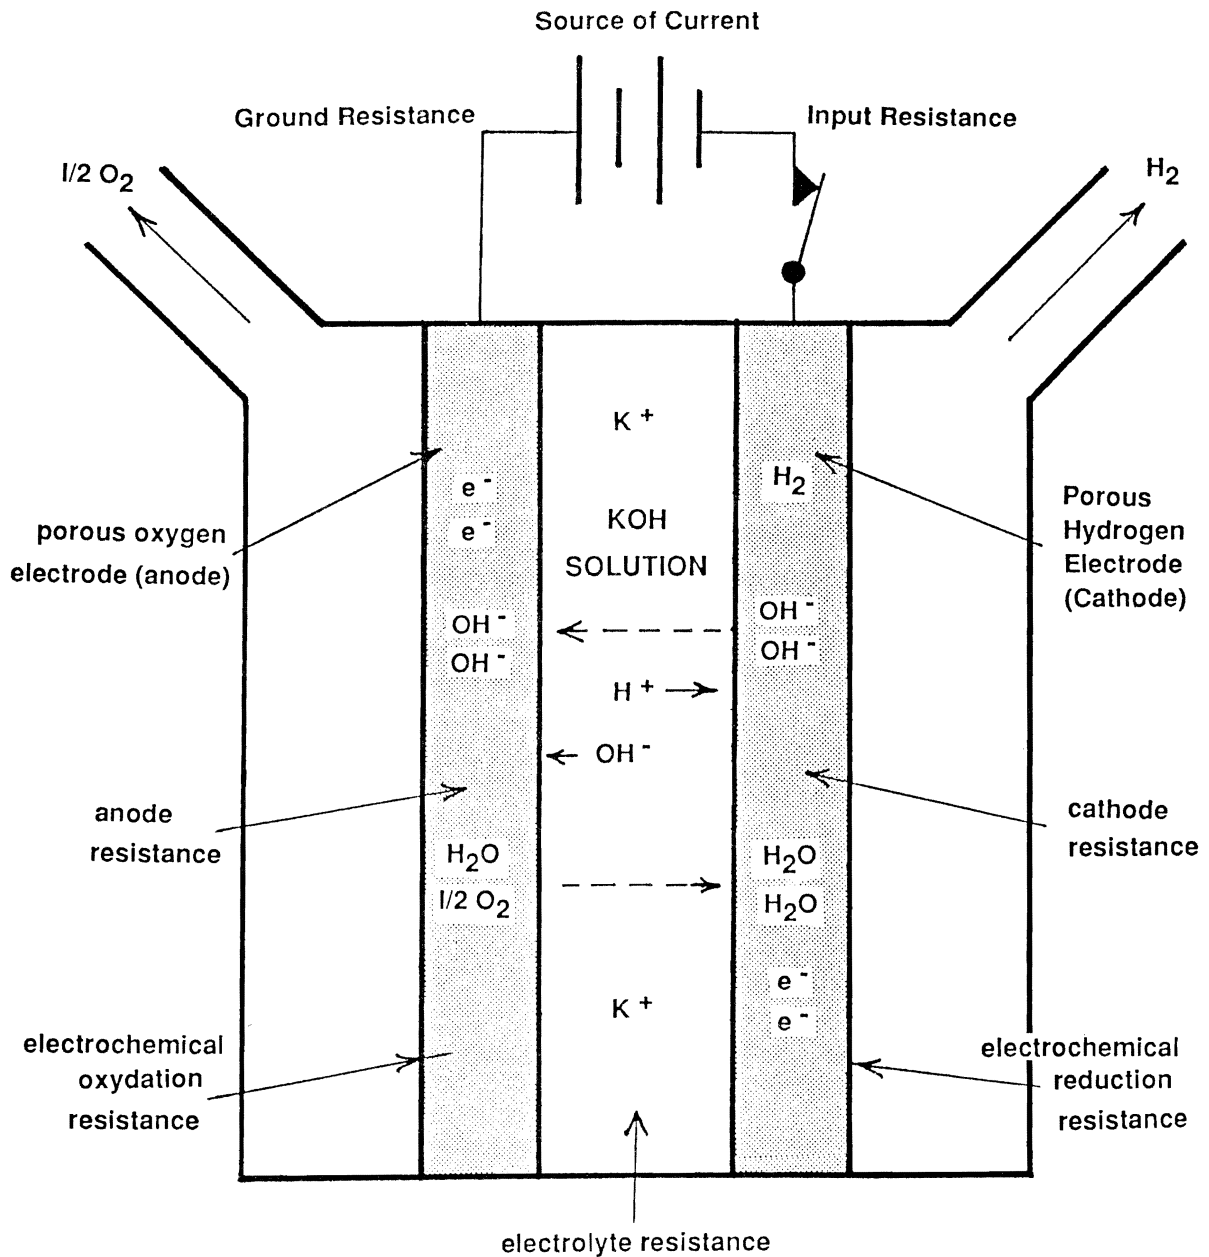 Source of Current
Ground Resistance
Input Resistance
I/2 O2
H2
K +
e -
e -
H2
porous oxygen
electrode (anode)
KOH
SOLUTION
Porous
Hydrogen
Electrode
(Cathode)
OH -
OH -
OH -
OH -
H +
OH -
anode
resistance
cathode
resistance
H2O
I/2 O2
H2O
H2O
K +
e -
e -
electrochemical
oxydation
resistance
electrochemical
reduction
resistance
electrolyte resistance